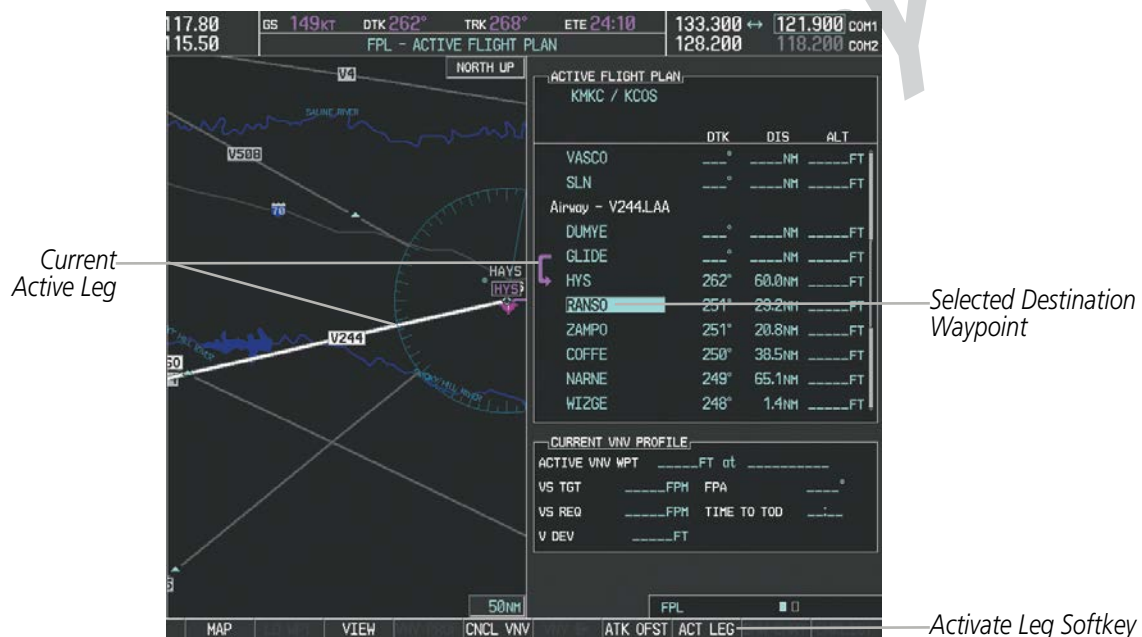 117.80 GS 149KT DTK 262° TRK 268° ETE 24:10 133.300 ↔ 121.900 COM1
115.50 FPL - ACTIVE FLIGHT PLAN 128.200 118.200 COM2
NORTH UP
V4
SALINE RIVER
V508
70
HAYS
HYS
V244
SMOKY HILL RIVER
50NM
ACTIVE FLIGHT PLAN
KMKC / KCOS
DTK DIS ALT
VASCO ___° ____NM _____FT
SLN ___° ____NM _____FT
Airway - V244.LAA
DUMYE ___° ____NM _____FT
GLIDE ___° ____NM _____FT
HYS 262° 60.0NM _____FT
RANSO 251° 29.2NM _____FT
ZAMPO 251° 20.8NM _____FT
COFFE 250° 38.5NM _____FT
NARNE 249° 65.1NM _____FT
WIZGE 248° 1.4NM _____FT
CURRENT VNV PROFILE
ACTIVE VNV WPT _____FT at __________
VS TGT _____FPM FPA ____°
VS REQ _____FPM TIME TO TOD __:__
V DEV _____FT
FPL
MAP VIEW CNCL VNV ATK OFST ACT LEG
Current
Active Leg
Selected Destination
Waypoint
Activate Leg Softkey